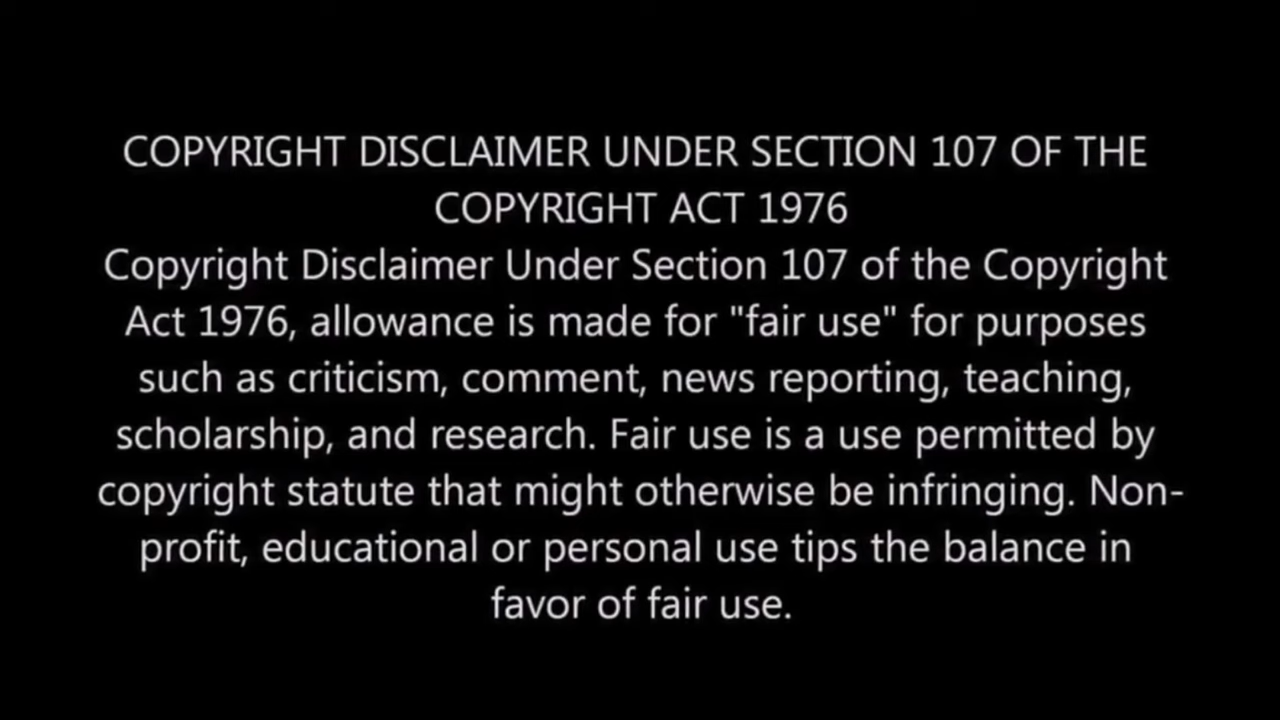 COPYRIGHT DISCLAIMER UNDER SECTION 107 OF THE
COPYRIGHT ACT 1976
Copyright Disclaimer Under Section 107 of the Copyright
Act 1976, allowance is made for "fair use" for purposes
such as criticism, comment, news reporting, teaching,
scholarship, and research. Fair use is a use permitted by
copyright statute that might otherwise be infringing. Non-
profit, educational or personal use tips the balance in
favor of fair use.